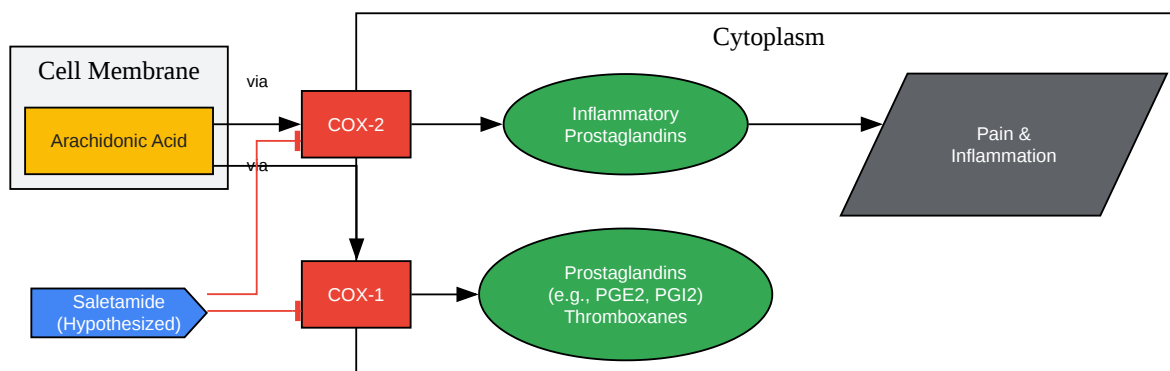 Cytoplasm
Cell Membrane
via
Arachidonic Acid
COX-2
Inflammatory
Prostaglandins
Pain &
Inflammation
via
Saletamide
(Hypothesized)
COX-1
Prostaglandins
(e.g., PGE2, PGI2)
Thromboxanes